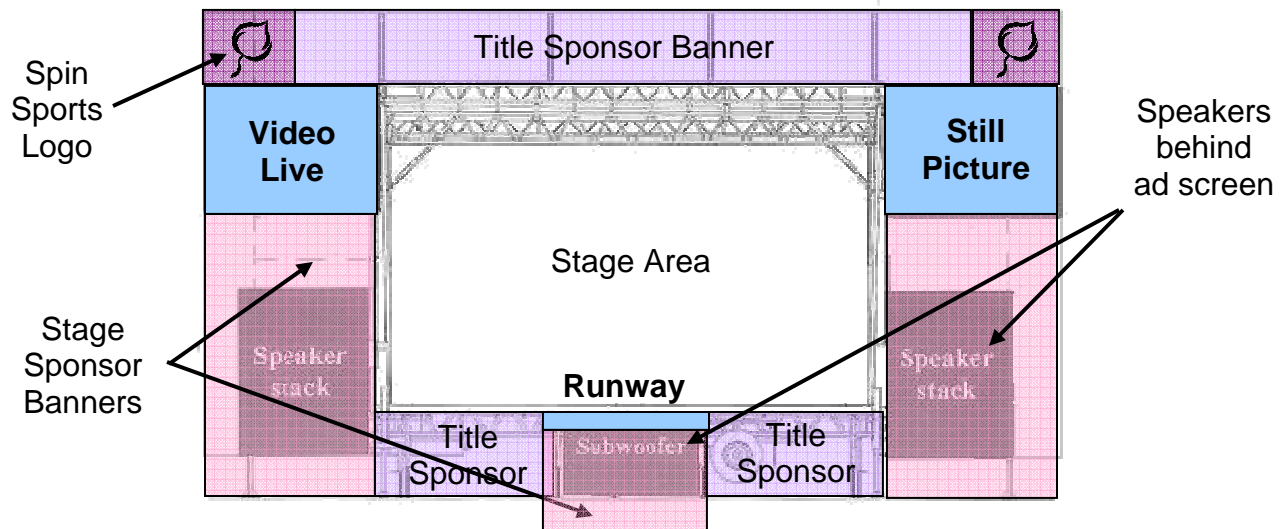 Title Sponsor Banner
Spin
Sports
Logo
Video
Live
Still
Picture
Speakers
behind
ad screen
Stage Area
Stage
Sponsor
Banners
Speaker
stack
Speaker
stack
Runway
Title
Sponsor
Subwoofer
Title
Sponsor